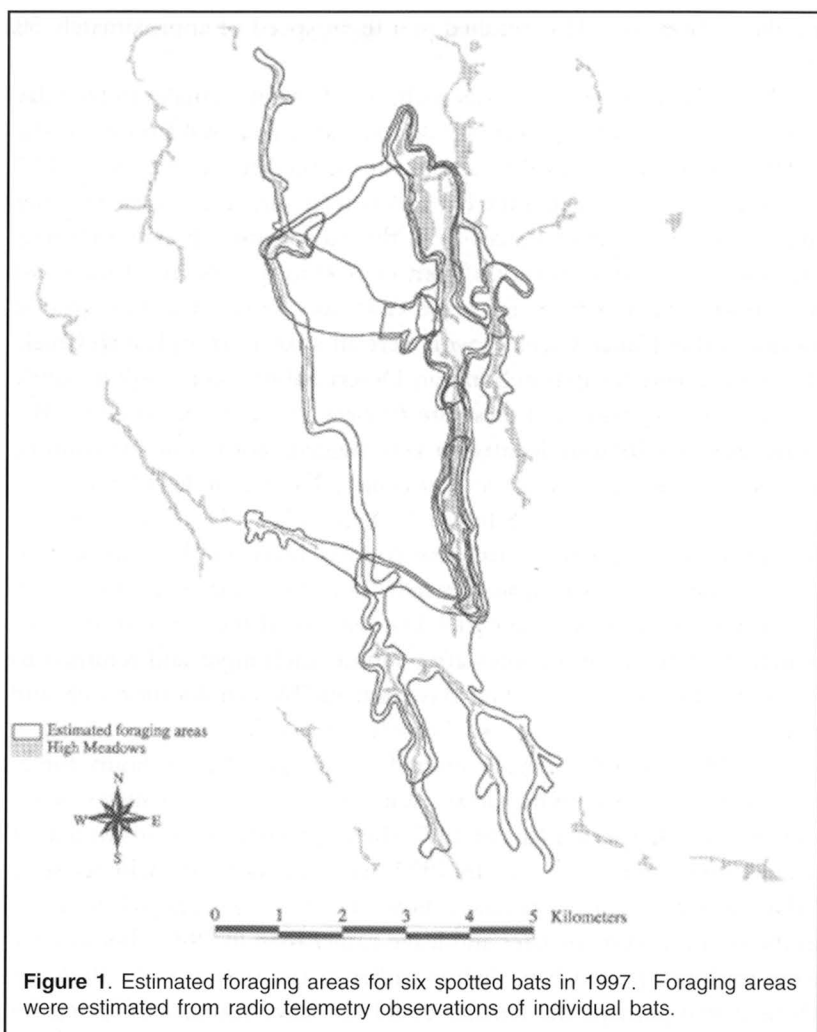 Estimated foraging areas
High Meadows
N
W E
S
0 1 2 3 4 5 Kilometers
Figure 1. Estimated foraging areas for six spotted bats in 1997. Foraging areas
were estimated from radio telemetry observations of individual bats.